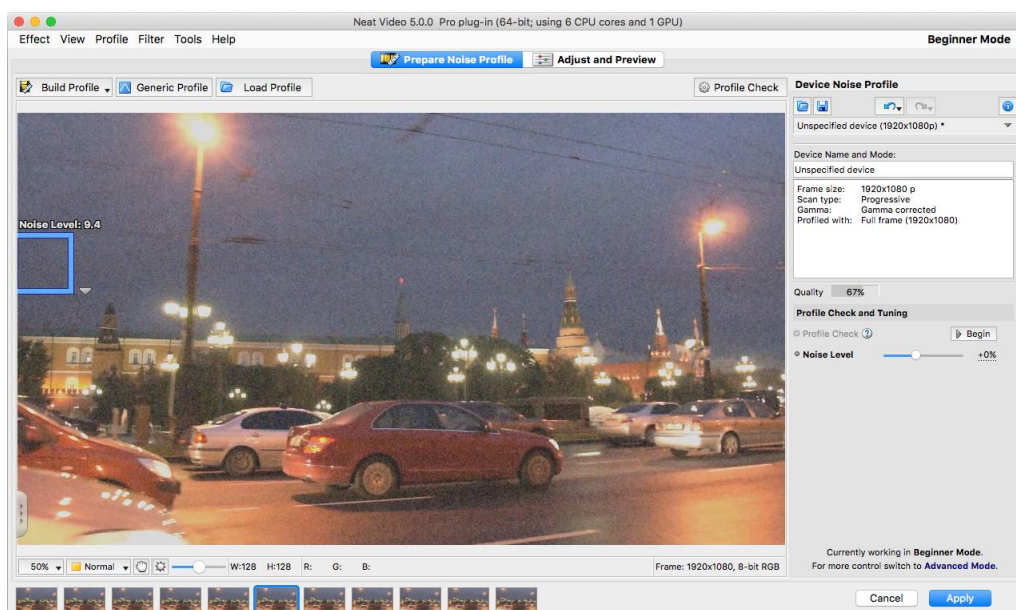 Neat Video 5.0.0 Pro plug-in (64-bit; using 6 CPU cores and 1 GPU)
Effect View Profile Filter Tools Help
Beginner Mode
Prepare Noise Profile
Adjust and Preview
Build Profile
Generic Profile
Load Profile
Profile Check
Device Noise Profile
Unspecified device (1920x1080p) *
Device Name and Mode:
Unspecified device
Frame size: 1920x1080 p
Scan type: Progressive
Gamma: Gamma corrected
Profiled with: Full frame (1920x1080)
Noise Level: 9.4
Quality 67%
Profile Check and Tuning
Profile Check ?
Begin
Noise Level +0%
Currently working in Beginner Mode.
For more control switch to Advanced Mode.
50% Normal W:128 H:128 R: G: B:
Frame: 1920x1080, 8-bit RGB
Cancel
Apply